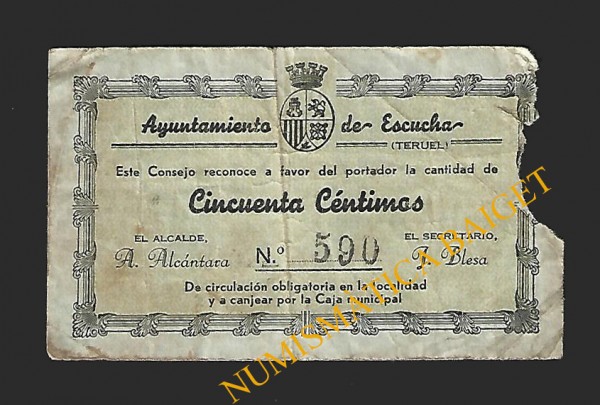 Ayuntamiento de Escucha
(TERUEL)
Este Consejo reconoce a favor del portador la cantidad de
Cincuenta Céntimos
EL ALCALDE,
A. Alcántara
N.º 590
EL SECRETARIO,
J. Blesa
De circulación obligatoria en la localidad
y a canjear por la Caja municipal
NUMISMATICA BAIGET